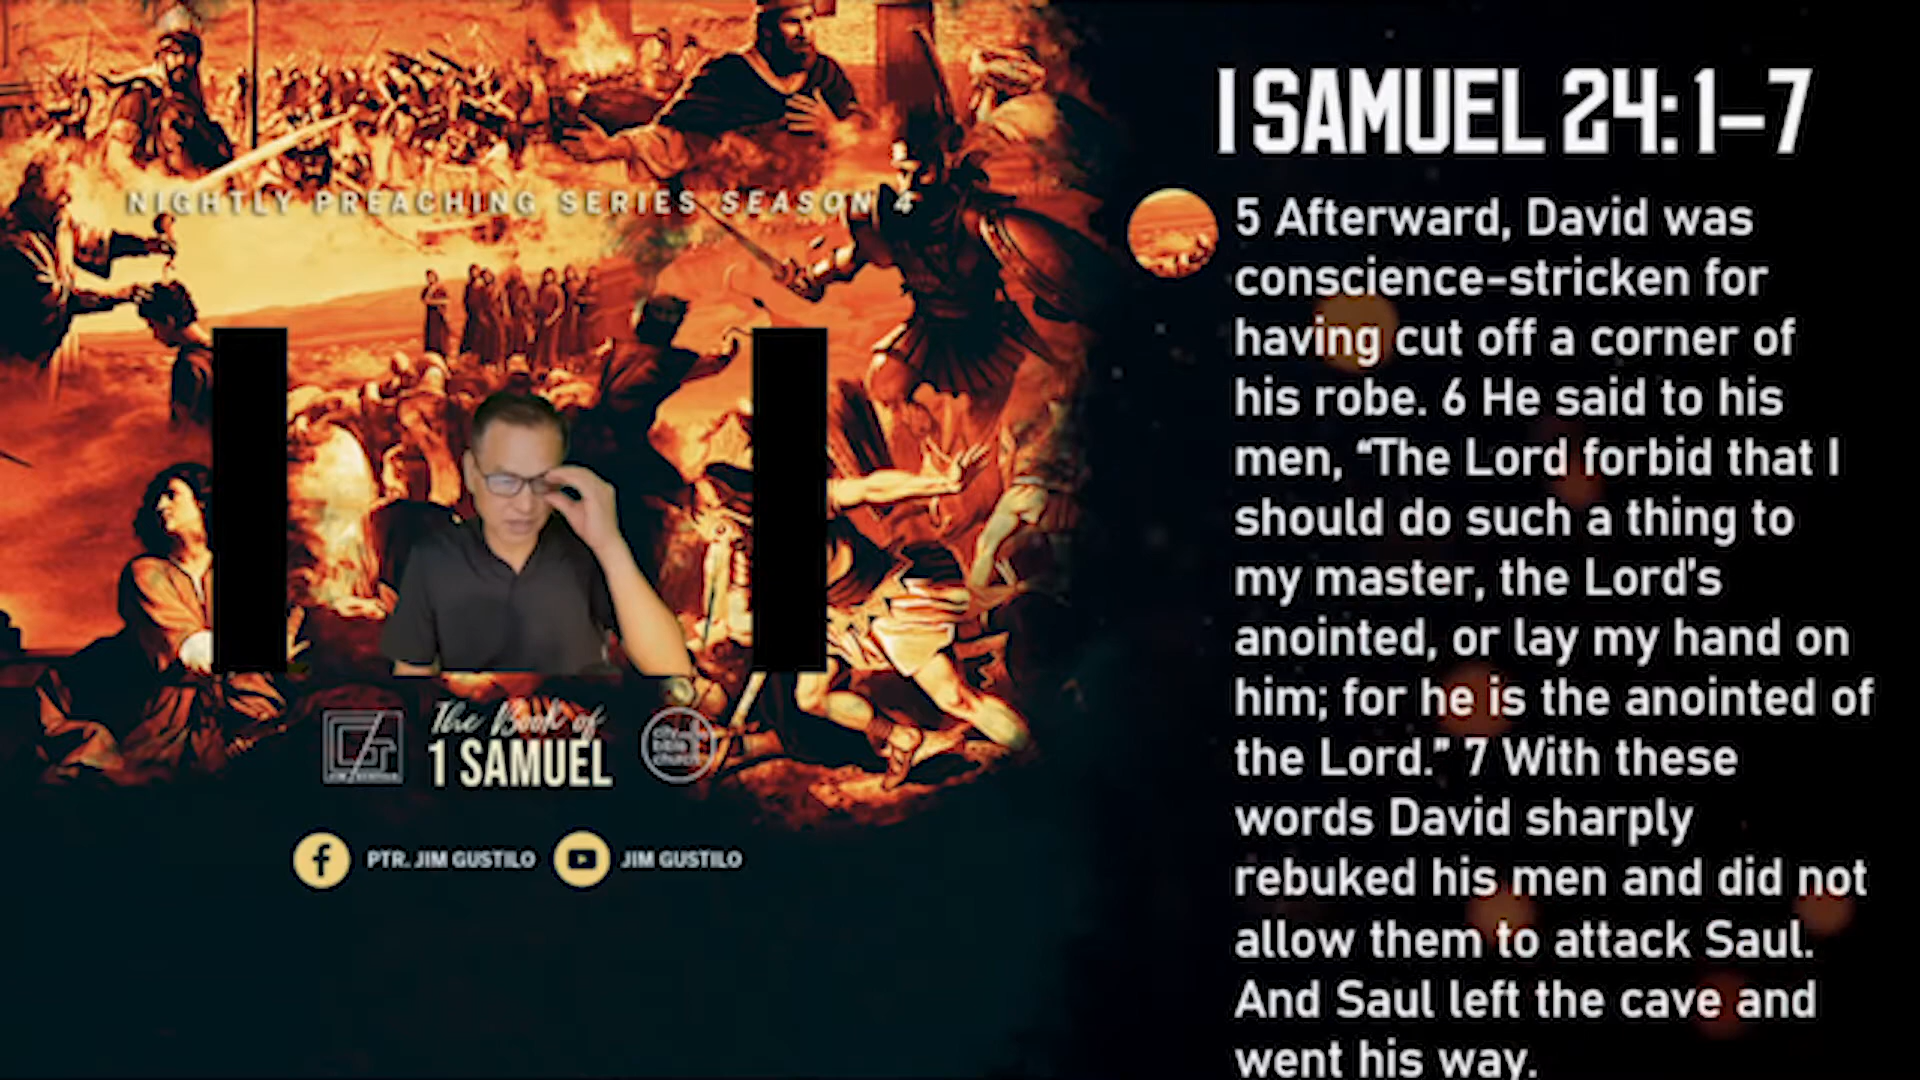 NIGHTLY PREACHING SERIES SEASON 4
The Book of
1 SAMUEL
city
bible
church
PTR. JIM GUSTILO
JIM GUSTILO
1 SAMUEL 24:1–7
5 Afterward, David was
conscience-stricken for
having cut off a corner of
his robe. 6 He said to his
men, “The Lord forbid that I
should do such a thing to
my master, the Lord’s
anointed, or lay my hand on
him; for he is the anointed of
the Lord.” 7 With these
words David sharply
rebuked his men and did not
allow them to attack Saul.
And Saul left the cave and
went his way.